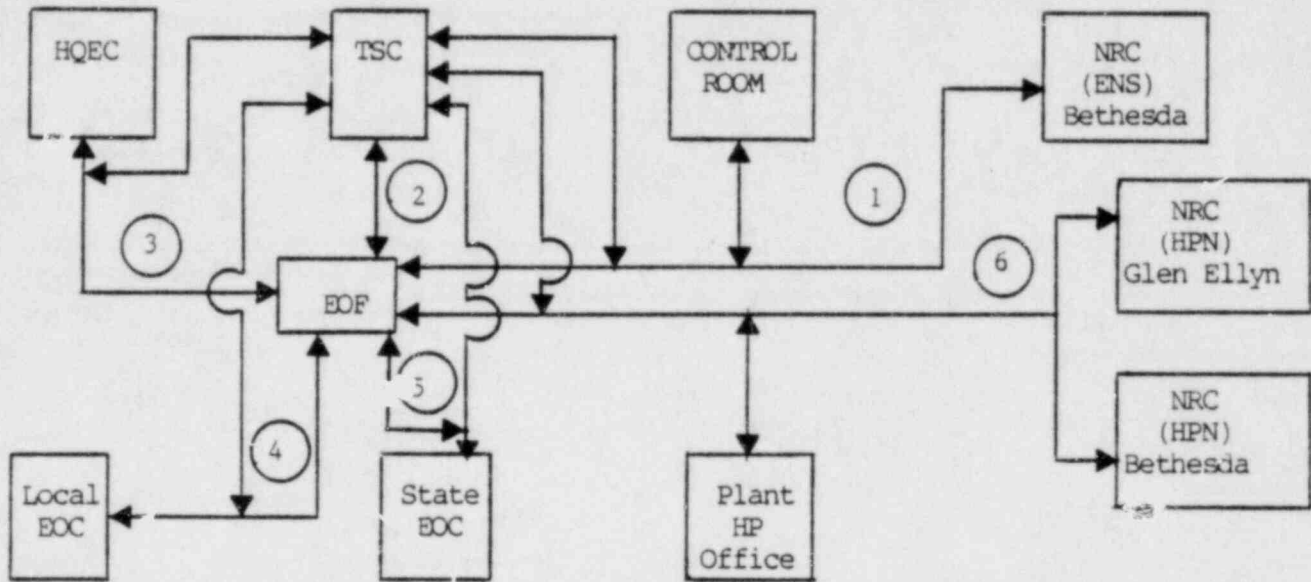 HQEC
TSC
CONTROL
ROOM
NRC
(ENS)
Bethesda
1
2
3
NRC
(HPN)
Glen Ellyn
6
EOF
5
4
NRC
(HPN)
Bethesda
Local
EOC
State
EOC
Plant
HP
Office